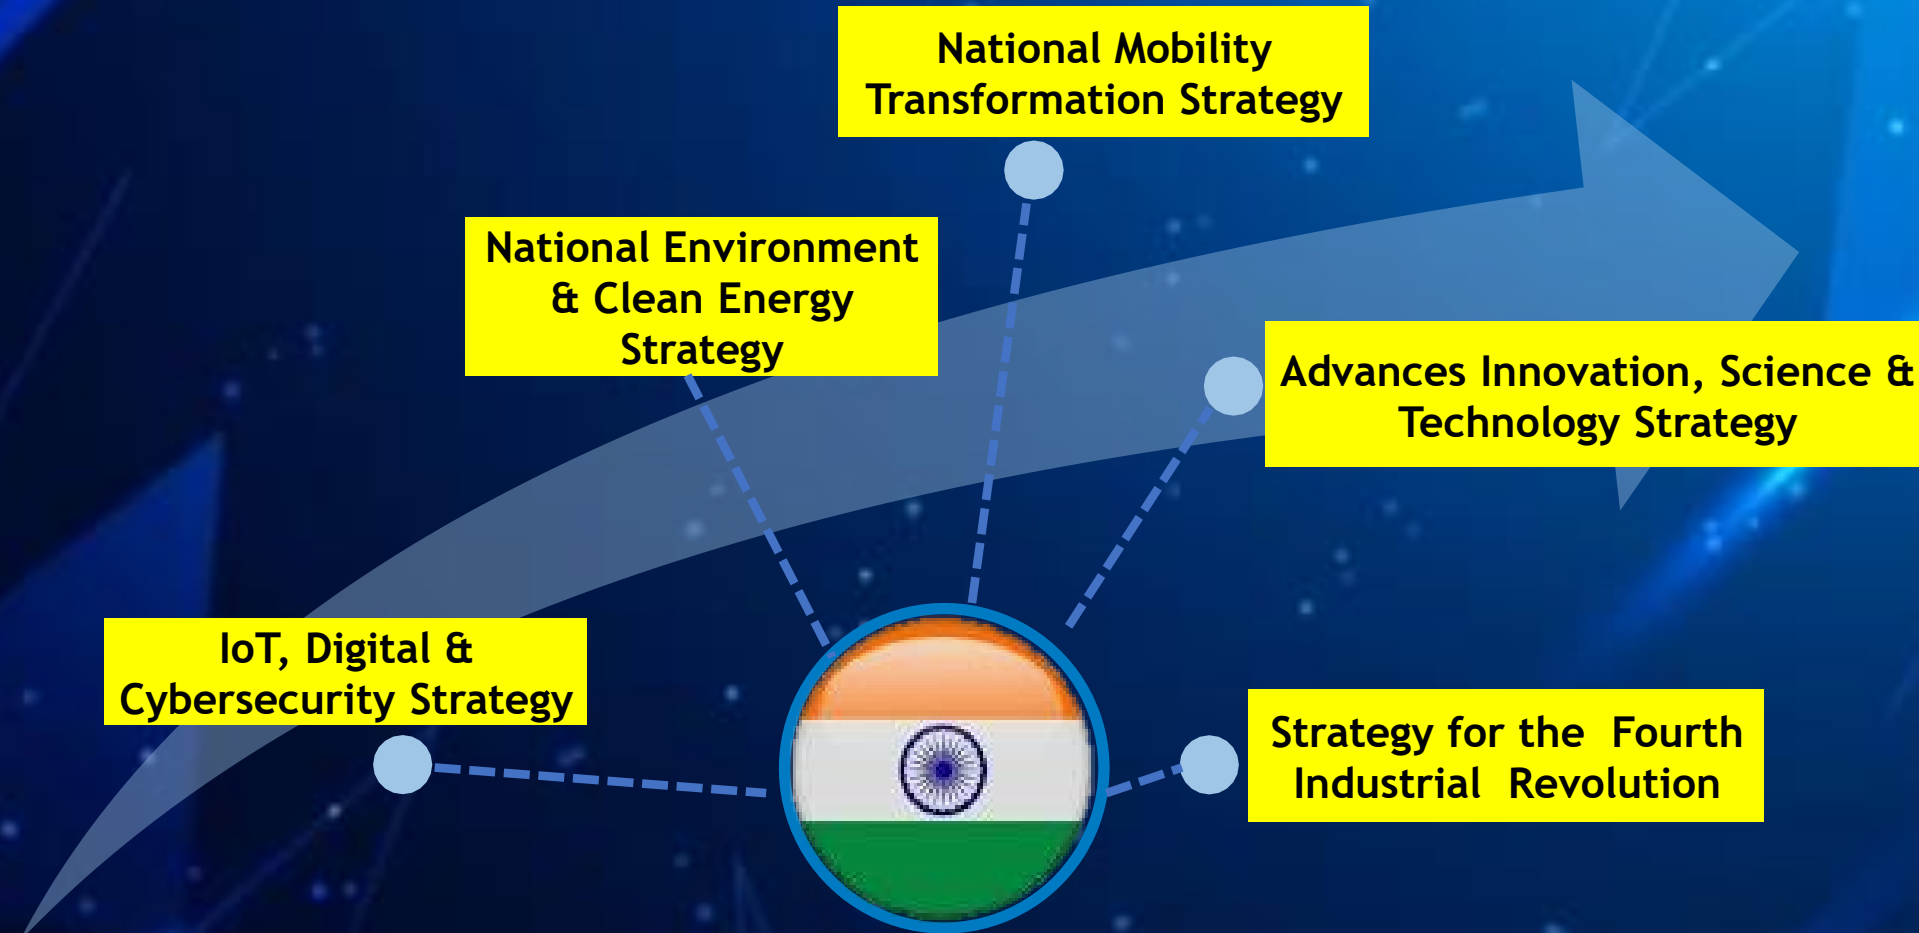 National Mobility
Transformation Strategy
National Environment
& Clean Energy
Strategy
Advances Innovation, Science &
Technology Strategy
IoT, Digital &
Cybersecurity Strategy
Strategy for the  Fourth
Industrial  Revolution